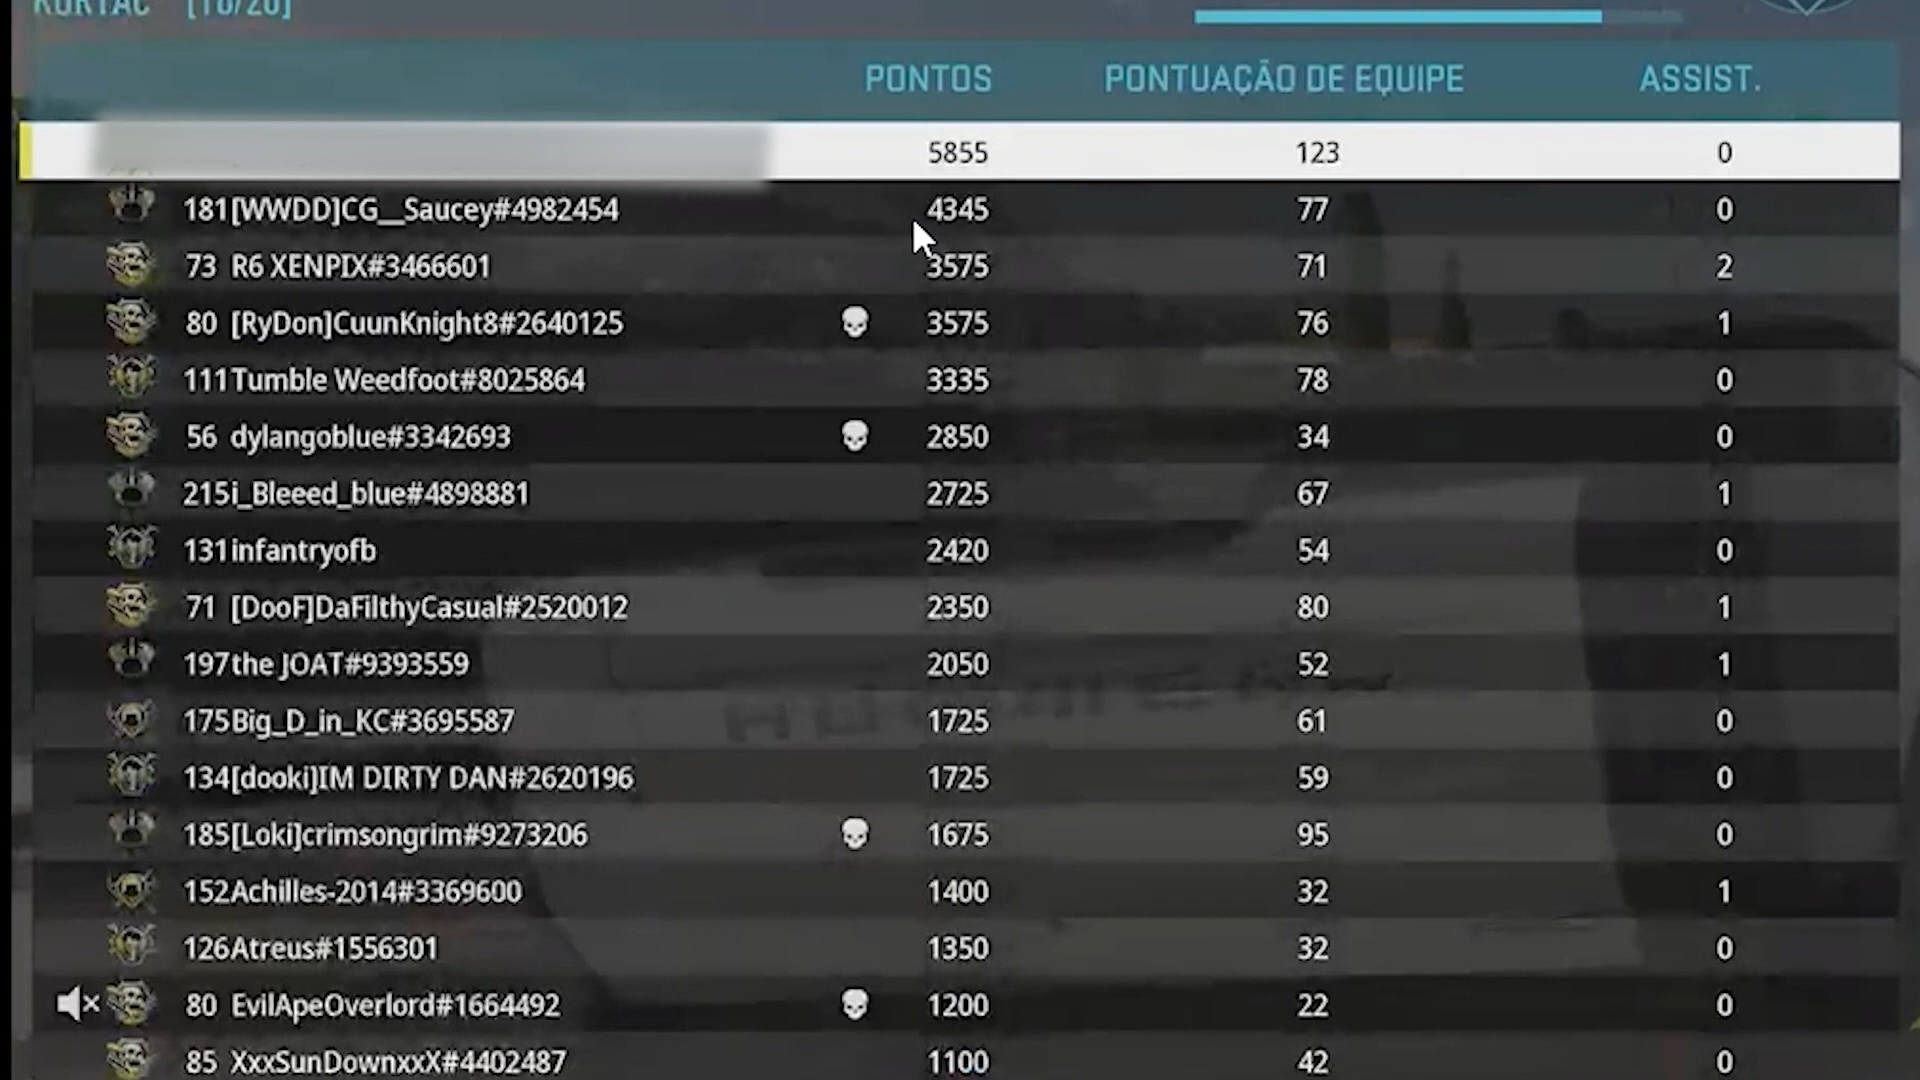 KORTAC [18/20]
PONTOS PONTUAÇÃO DE EQUIPE ASSIST.
5855 123 0
181[WWDD]CG__Saucey#4982454 4345 77 0
73 R6 XENPIX#3466601 3575 71 2
80 [RyDon]CuunKnight8#2640125 3575 76 1
111Tumble Weedfoot#8025864 3335 78 0
56 dylangoblue#3342693 2850 34 0
215i_Bleeed_blue#4898881 2725 67 1
131infantryofb 2420 54 0
71 [DooF]DaFilthyCasual#2520012 2350 80 1
197the JOAT#9393559 2050 52 1
175Big_D_in_KC#3695587 1725 61 0
134[dooki]IM DIRTY DAN#2620196 1725 59 0
185[Loki]crimsongrim#9273206 1675 95 0
152Achilles-2014#3369600 1400 32 1
126Atreus#1556301 1350 32 0
80 EvilApeOverlord#1664492 1200 22 0
85 XxxSunDownxxX#4402487 1100 42 0